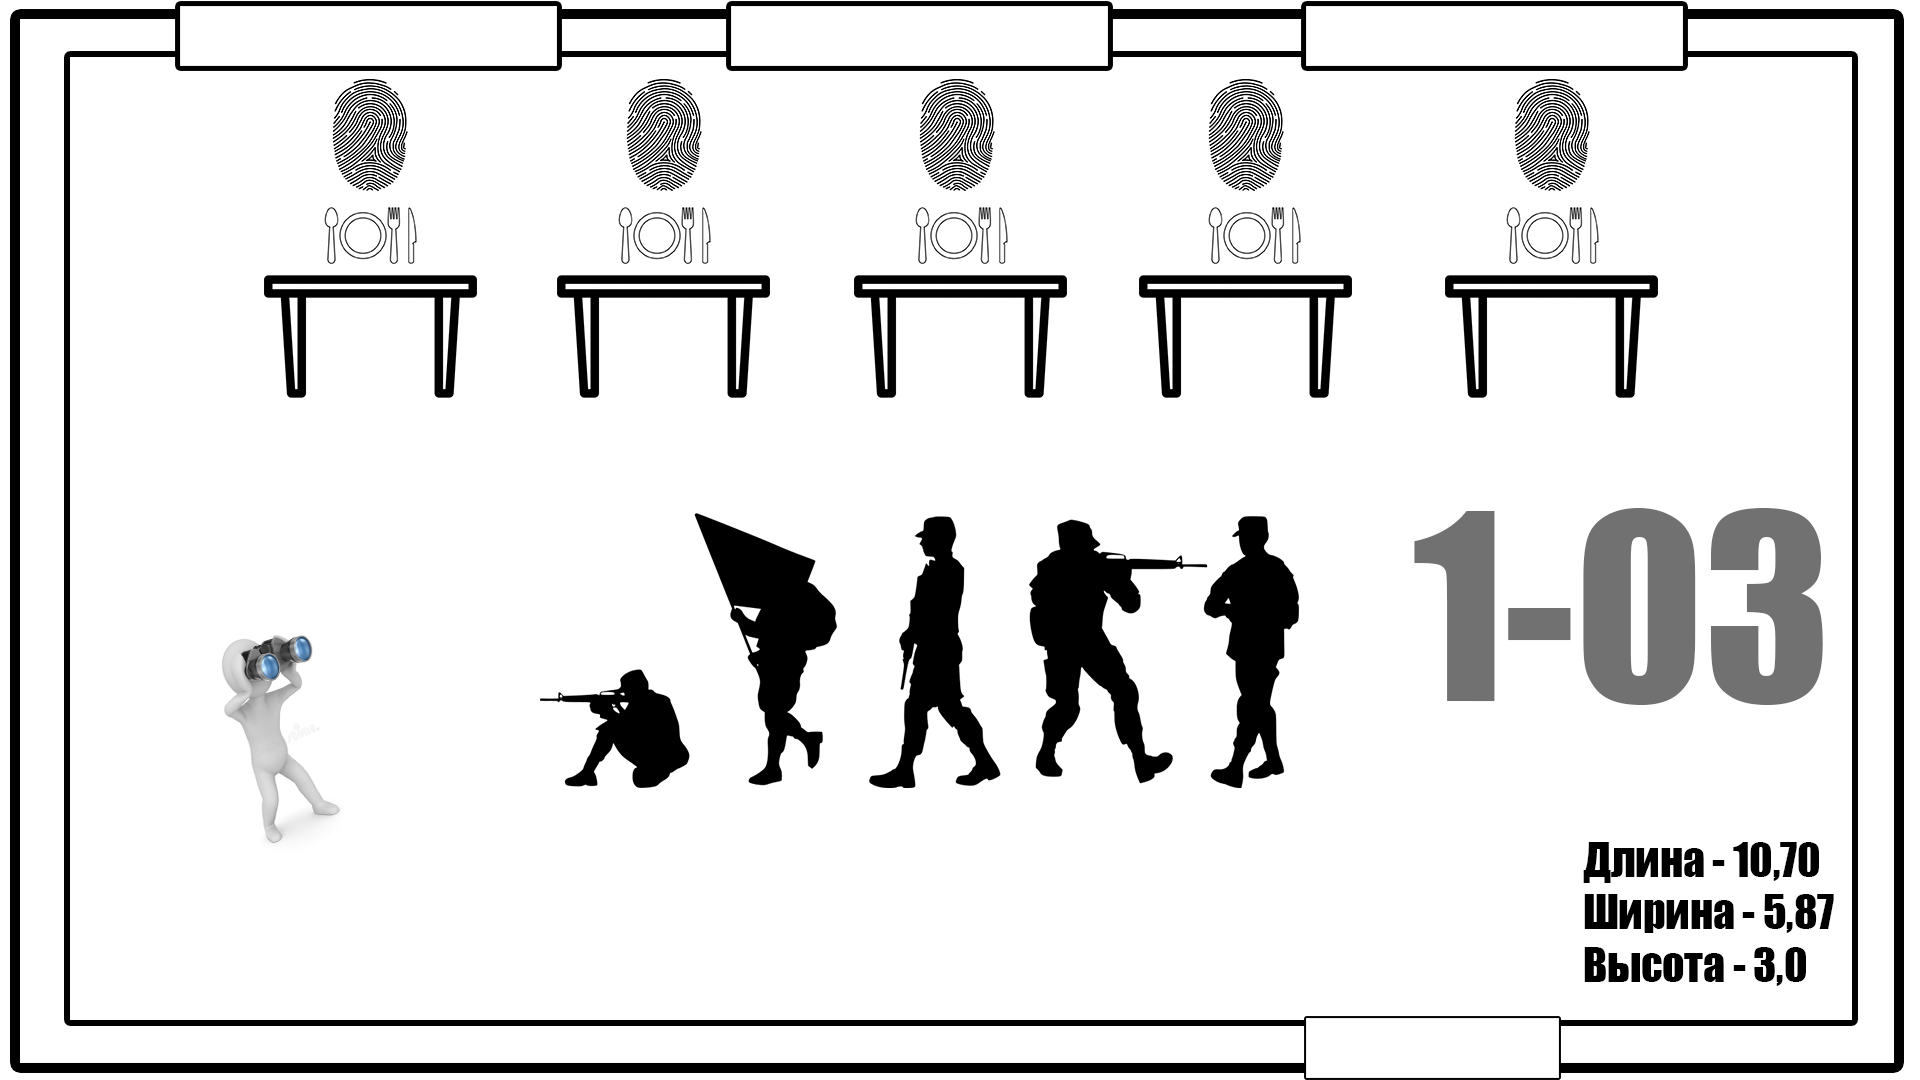 1-03
Длина - 10,70
Ширина - 5,87
Высота - 3,0